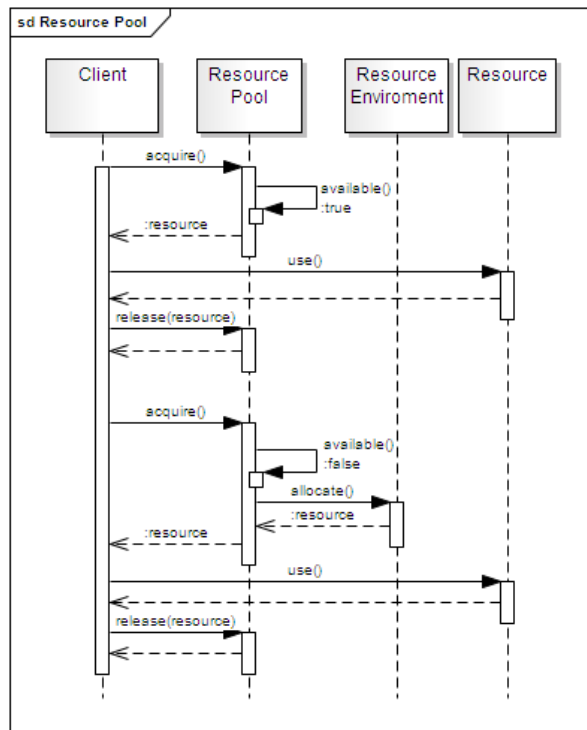 sd Resource Pool
Client
Resource
Pool
Resource
Enviroment
Resource
acquire()
available()
:true
:resource
use()
release(resource)
acquire()
available()
:false
allocate()
:resource
:resource
use()
release(resource)